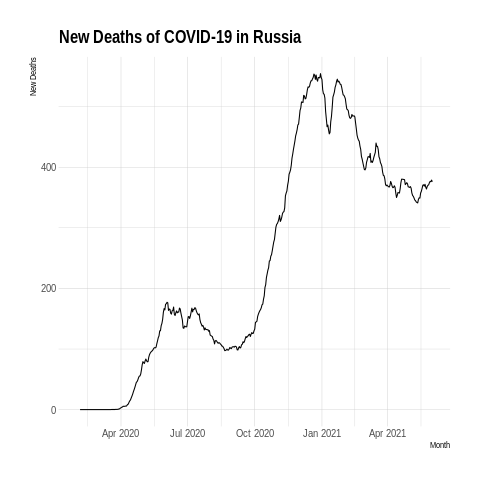 New Deaths of COVID-19 in Russia
New Deaths
400
200
0
Apr 2020 Jul 2020 Oct 2020 Jan 2021 Apr 2021
Month